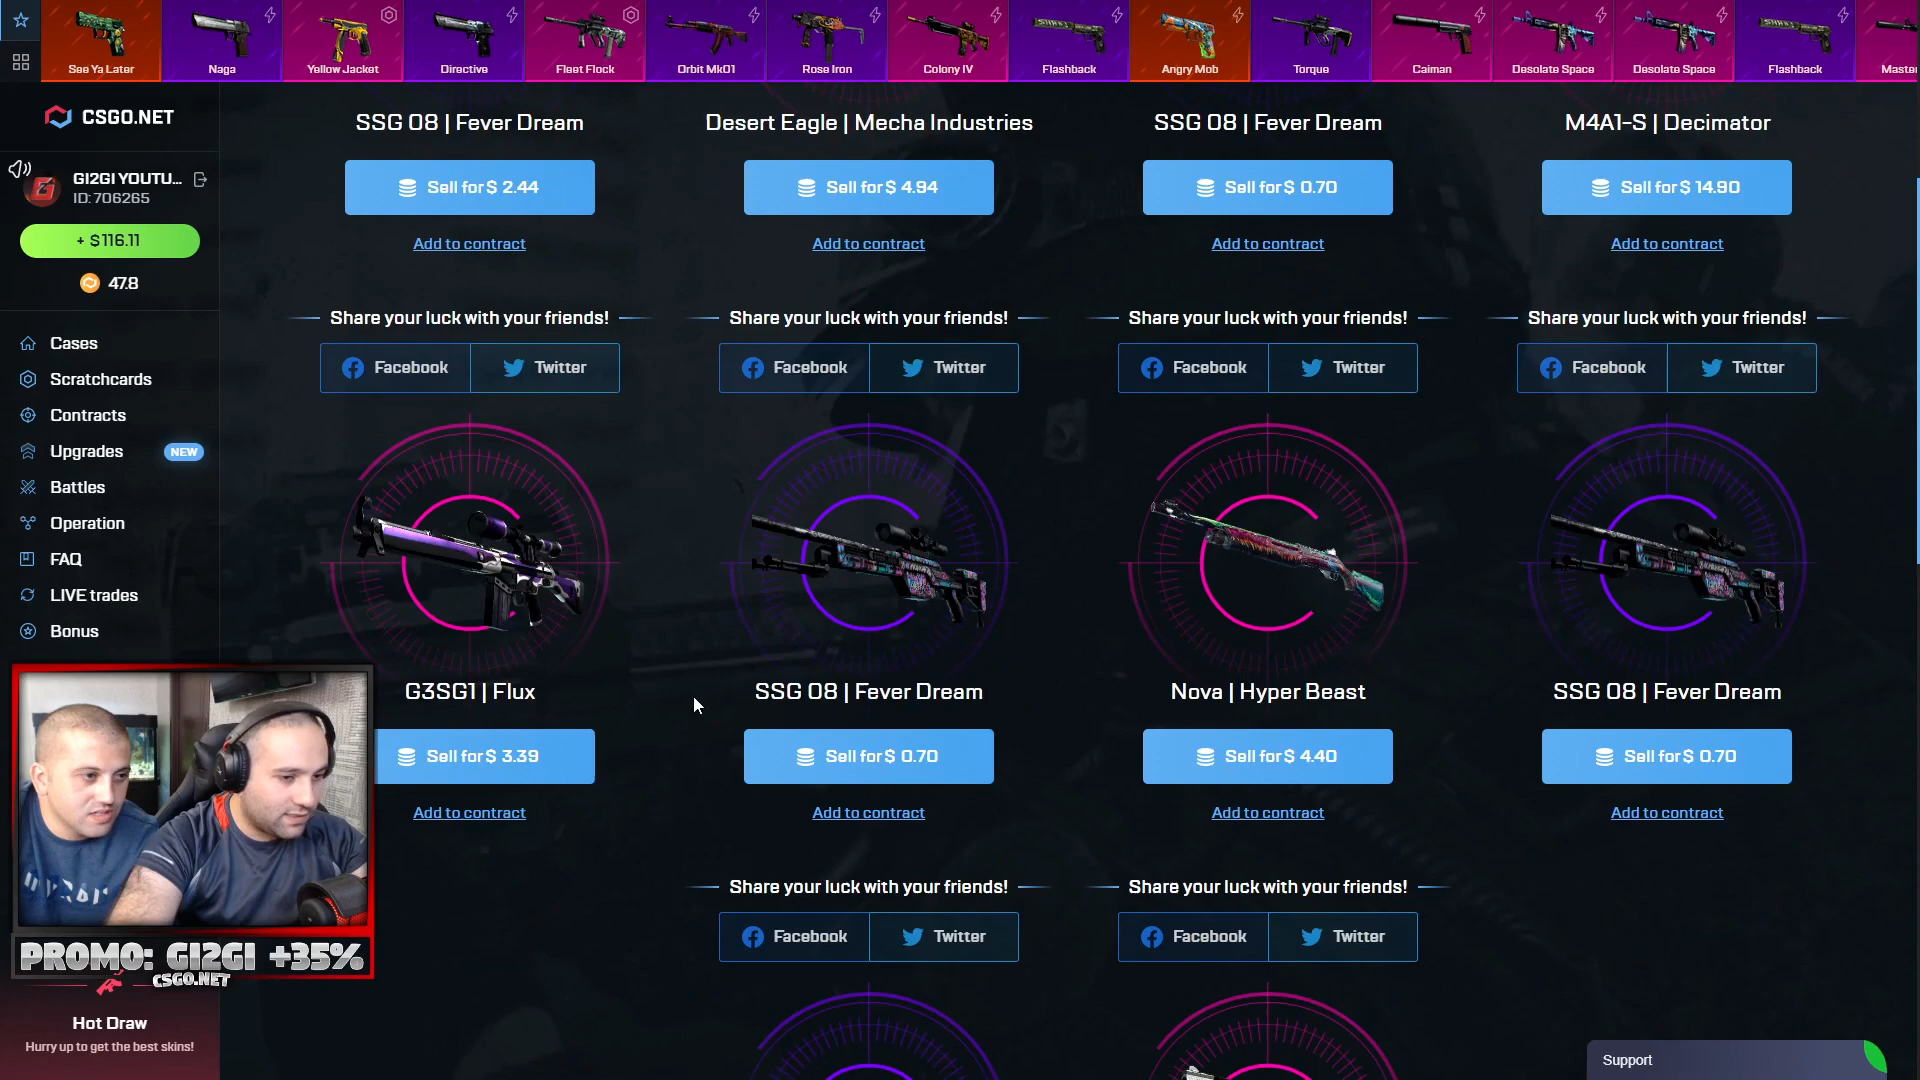 See Ya Later
Naga
Yellow Jacket
Directive
Fleet Flock
Orbit Mk01
Rose Iron
Colony IV
Flashback
Angry Mob
Torque
Caiman
Desolate Space
Desolate Space
Flashback
Maste
CSGO.NET
GI2GI YOUTU...
ID: 706265
+ $116.11
47.8
Cases
Scratchcards
Contracts
Upgrades NEW
Battles
Operation
FAQ
LIVE trades
Bonus
SSG 08 | Fever Dream
Desert Eagle | Mecha Industries
SSG 08 | Fever Dream
M4A1-S | Decimator
Sell for $ 2.44
Sell for $ 4.94
Sell for $ 0.70
Sell for $ 14.90
Add to contract
Add to contract
Add to contract
Add to contract
Share your luck with your friends!
Share your luck with your friends!
Share your luck with your friends!
Share your luck with your friends!
Facebook Twitter
Facebook Twitter
Facebook Twitter
Facebook Twitter
G3SG1 | Flux
SSG 08 | Fever Dream
Nova | Hyper Beast
SSG 08 | Fever Dream
Sell for $ 3.39
Sell for $ 0.70
Sell for $ 4.40
Sell for $ 0.70
Add to contract
Add to contract
Add to contract
Add to contract
Share your luck with your friends!
Share your luck with your friends!
Facebook Twitter
Facebook Twitter
PROMO: GI2GI +35%
CSGO.NET
Hot Draw
Hurry up to get the best skins!
Support